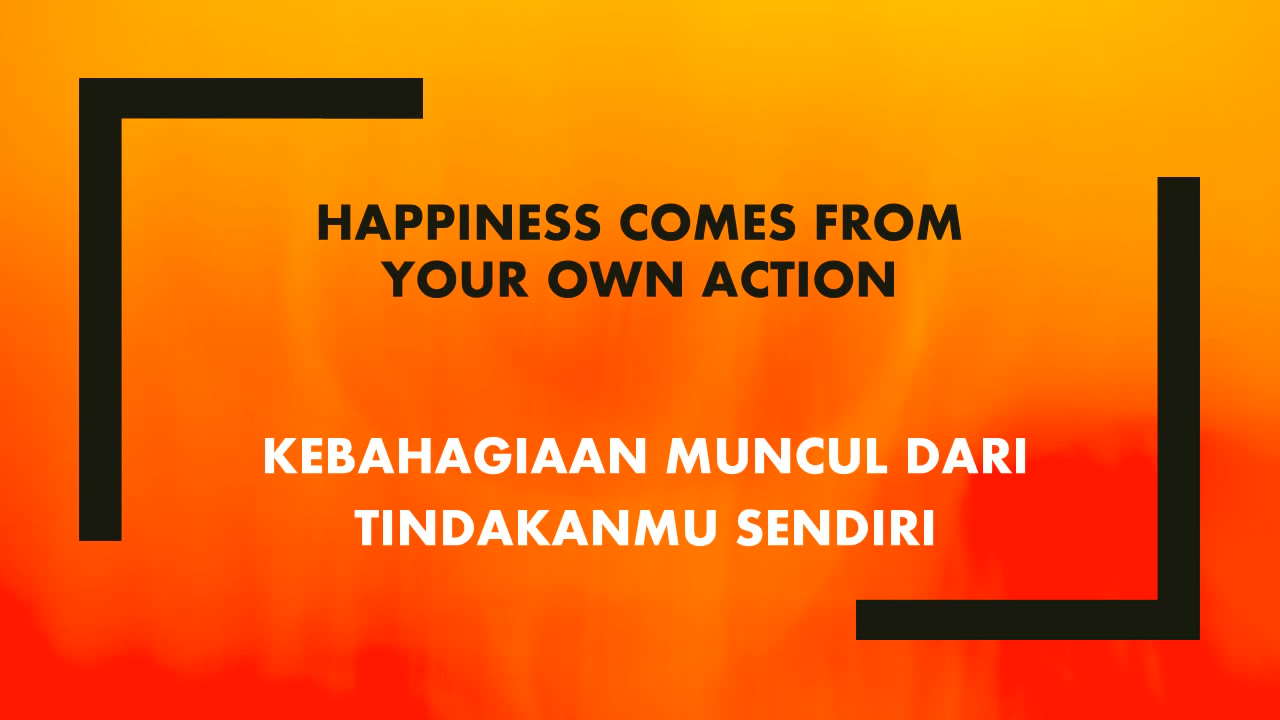 HAPPINESS COMES FROM
YOUR OWN ACTION
KEBAHAGIAAN MUNCUL DARI
TINDAKANMU SENDIRI